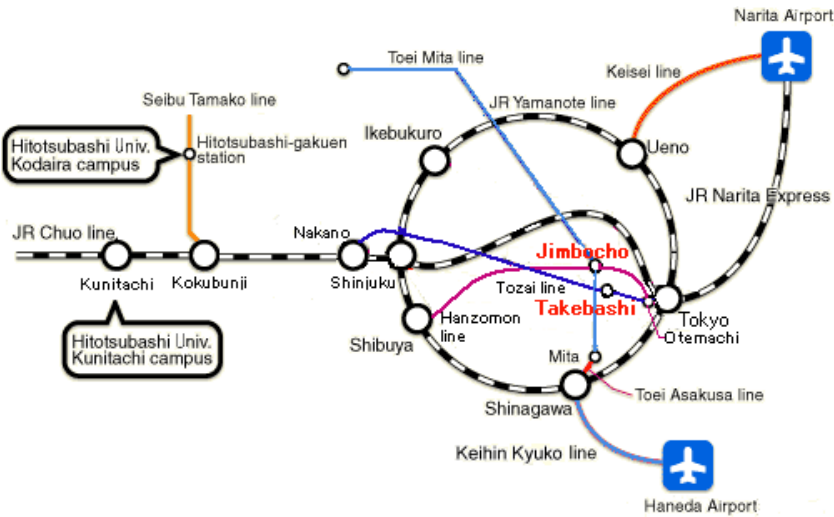 Narita Airport
Toei Mita line
Keisei line
Seibu Tamako line
JR Yamanote line
Hitotsubashi Univ.
Kodaira campus
Hitotsubashi-gakuen
station
Ikebukuro
Ueno
JR Narita Express
JR Chuo line
Nakano
Jimbocho
Kunitachi
Kokubunji
Shinjuku
Tozai line
Takebashi
Hanzomon
line
Tokyo
Otemachi
Hitotsubashi Univ.
Kunitachi campus
Shibuya
Mita
Toei Asakusa line
Shinagawa
Keihin Kyuko line
Haneda Airport